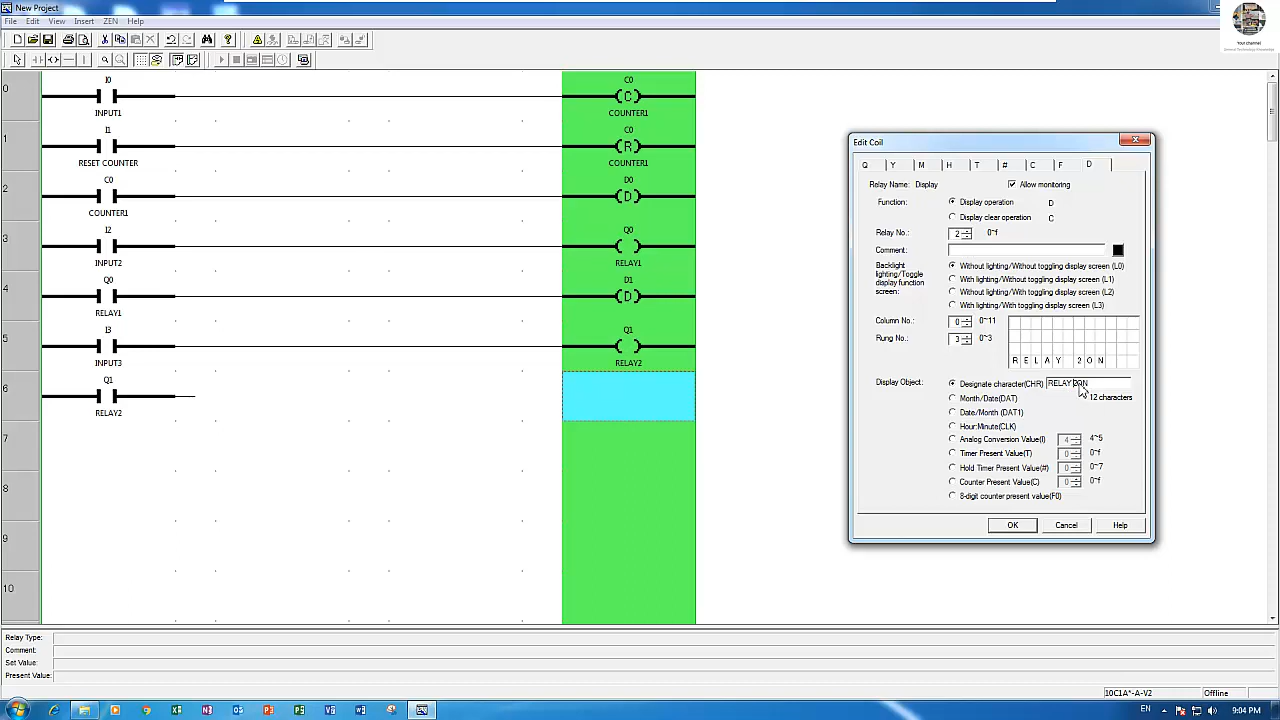 New Project
File Edit View Insert ZEN Help
Your channel
General Technology Knowledge
0
I0
INPUT1
C0
C
COUNTER1
1
I1
RESET COUNTER
C0
R
COUNTER1
2
C0
COUNTER1
D0
D
3
I2
INPUT2
Q0
RELAY1
4
Q0
RELAY1
D1
D
5
I3
INPUT3
Q1
RELAY2
6
Q1
RELAY2
7
8
9
10
Edit Coil
Q Y M H T # C F D
Relay Name: Display
Allow monitoring
Function:
Display operation D
Display clear operation C
Relay No.: 2 0~f
Comment:
Backlight lighting/Toggle display function screen:
Without lighting/Without toggling display screen (L0)
With lighting/Without toggling display screen (L1)
Without lighting/With toggling display screen (L2)
With lighting/With toggling display screen (L3)
Column No.: 0 0~11
Rung No.: 3 0~3
R E L A Y 2 O N
Display Object:
Designate character(CHR) RELAY 2ON
12 characters
Month/Date(DAT)
Date/Month (DAT1)
Hour:Minute(CLK)
Analog Conversion Value(I) 4 4~5
Timer Present Value(T) 0 0~f
Hold Timer Present Value(#) 0 0~7
Counter Present Value(C) 0 0~f
8-digit counter present value(F0)
OK Cancel Help
Relay Type:
Comment:
Set Value:
Present Value:
10C1A*-A-V2 Offline
EN 9:04 PM